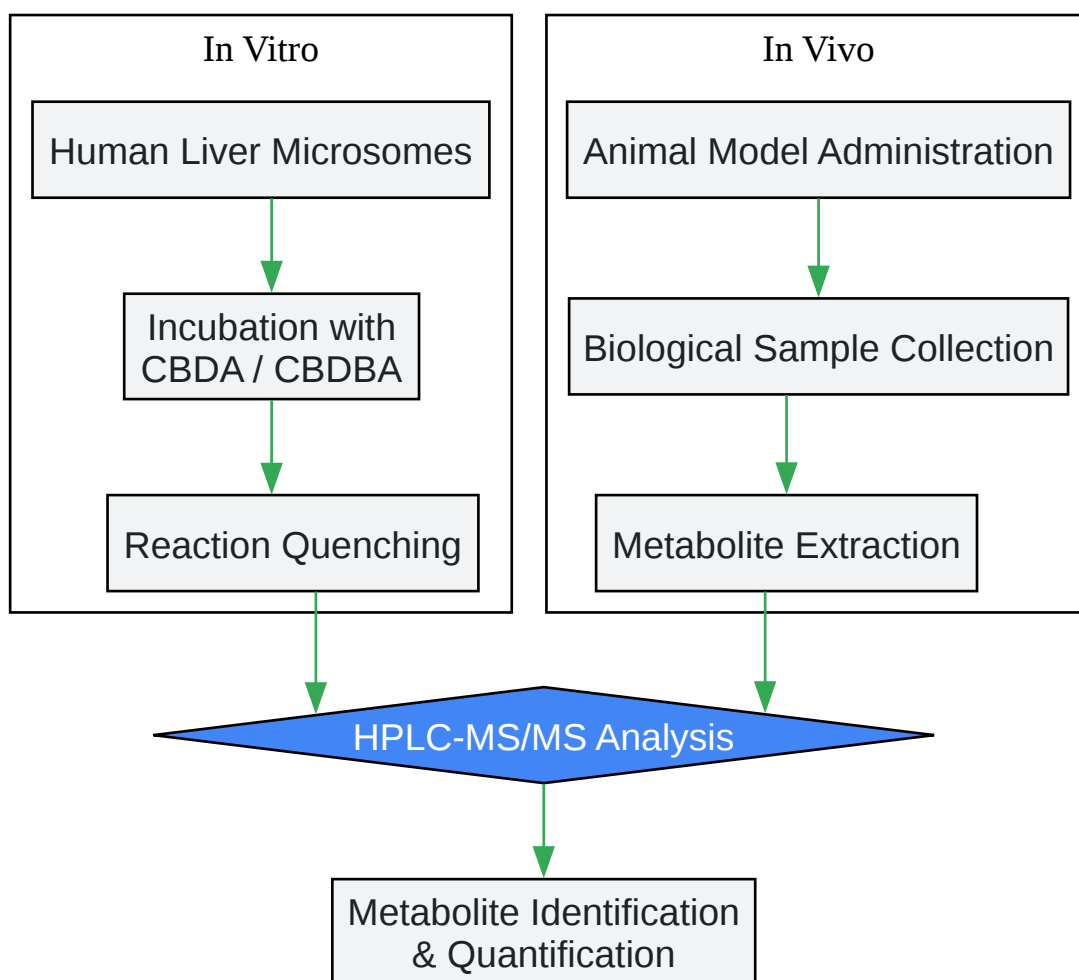 In Vitro
Human Liver Microsomes
Incubation with
CBDA / CBDBA
Reaction Quenching
In Vivo
Animal Model Administration
Biological Sample Collection
Metabolite Extraction
HPLC-MS/MS Analysis
Metabolite Identification
& Quantification